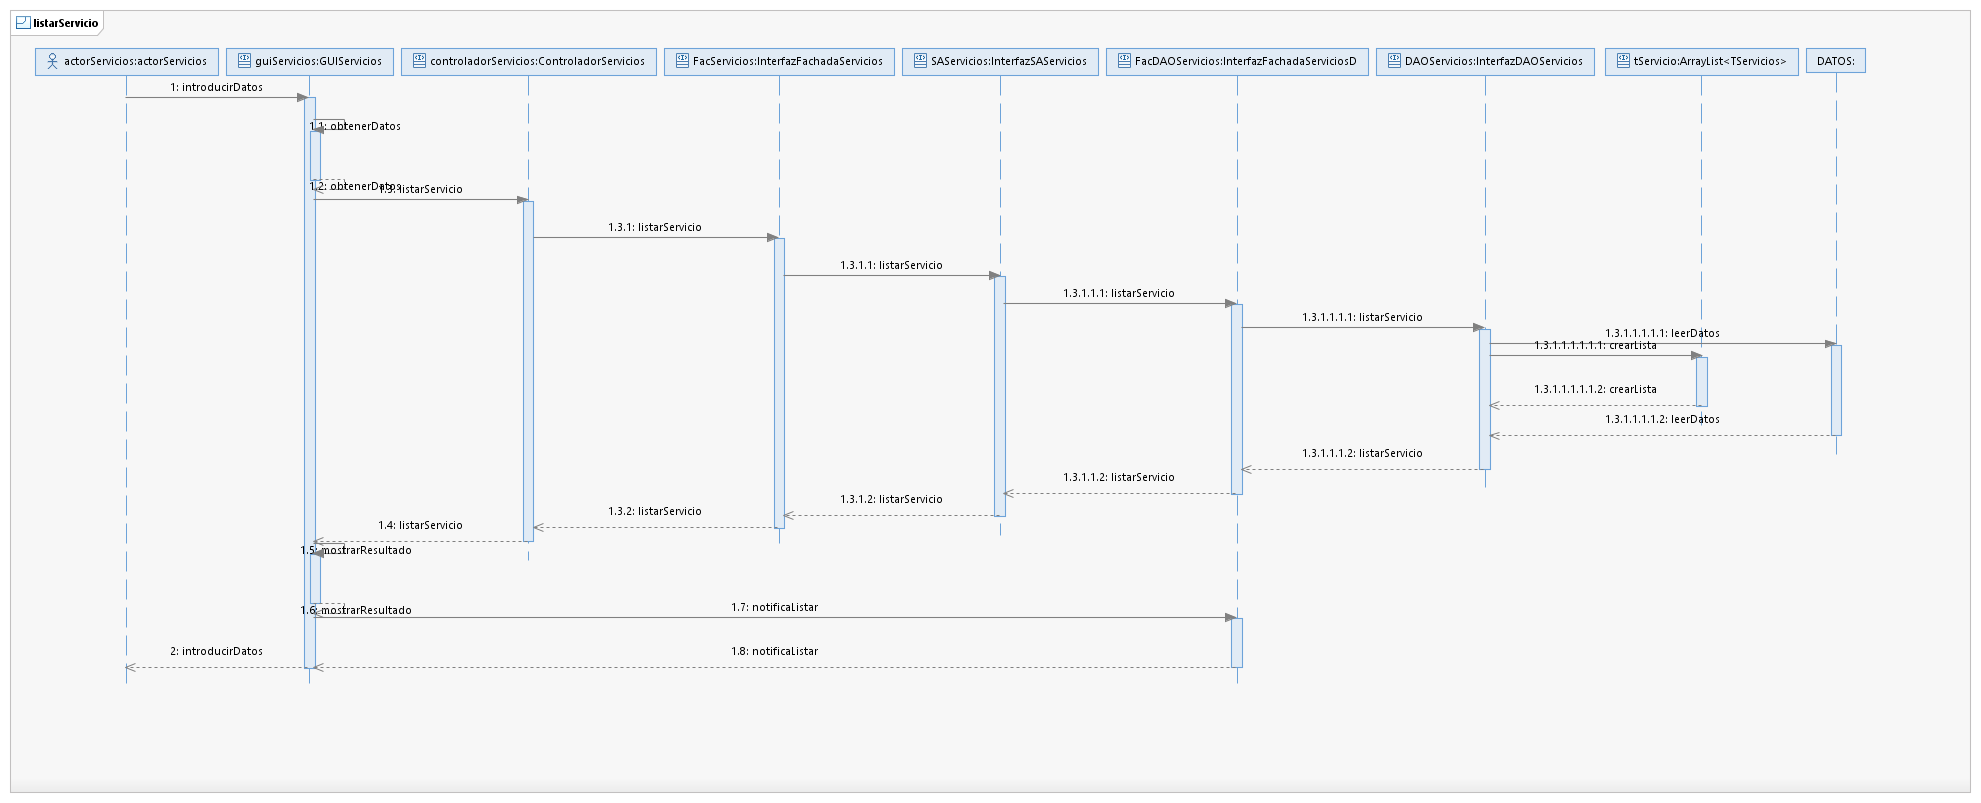 listarServicio
actorServicios:actorServicios
guiServicios:GUIServicios
controladorServicios:ControladorServicios
FacServicios:InterfazFachadaServicios
SAServicios:InterfazSAServicios
FacDAOServicios:InterfazFachadaServiciosD
DAOServicios:InterfazDAOServicios
tServicio:ArrayList<TServicios>
DATOS:
1: introducirDatos
1.1: obtenerDatos
1.2: obtenerDatos
1.3: listarServicio
1.3.1: listarServicio
1.3.1.1: listarServicio
1.3.1.1.1: listarServicio
1.3.1.1.1.1: listarServicio
1.3.1.1.1.1.1: leerDatos
1.3.1.1.1.1.1.1: crearLista
1.3.1.1.1.1.1.2: crearLista
1.3.1.1.1.1.2: leerDatos
1.3.1.1.1.2: listarServicio
1.3.1.1.2: listarServicio
1.3.1.2: listarServicio
1.3.2: listarServicio
1.4: listarServicio
1.5: mostrarResultado
1.6: mostrarResultado
1.7: notificaListar
2: introducirDatos
1.8: notificaListar